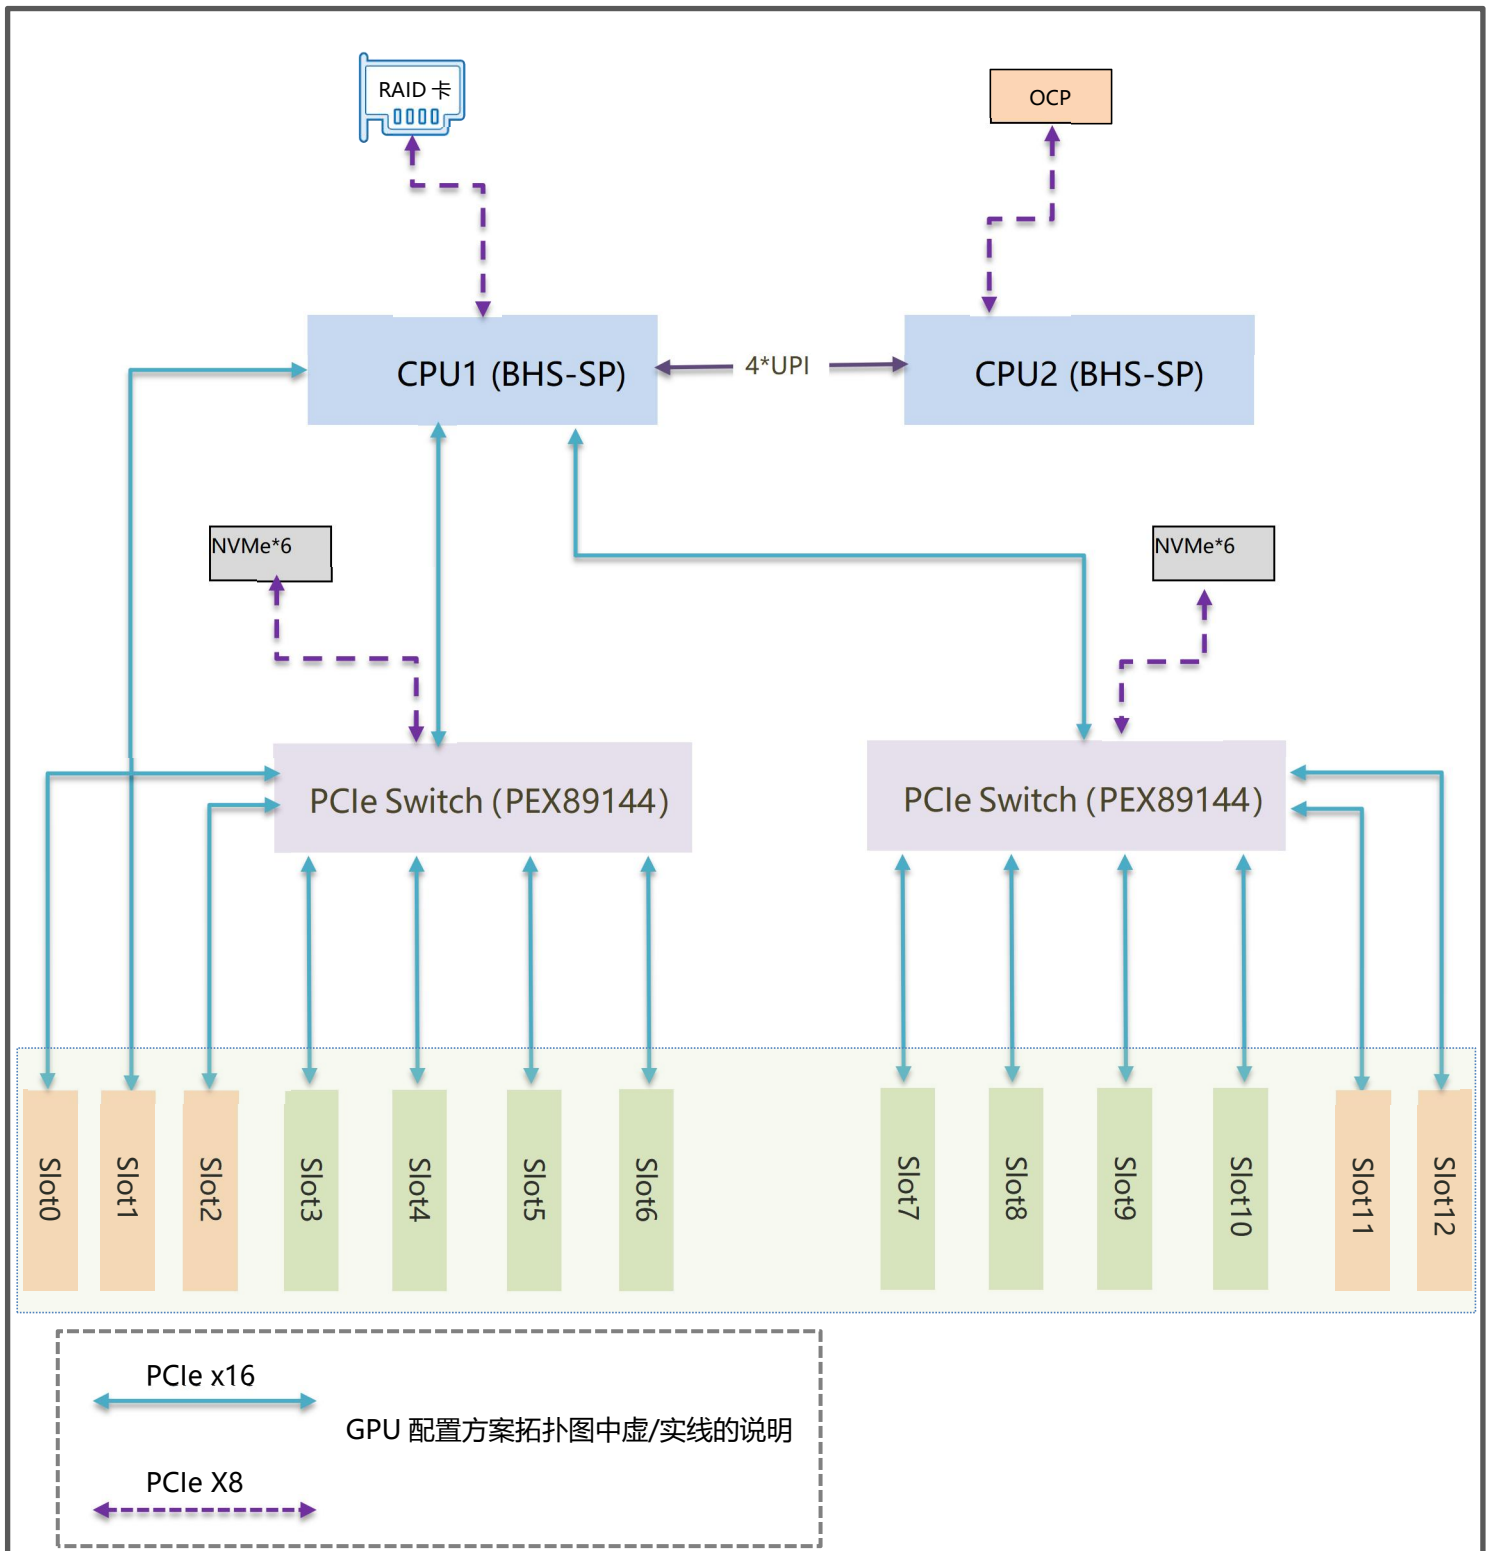 RAID 卡
OCP
CPU1 (BHS-SP)
4*UPI
CPU2 (BHS-SP)
NVMe*6
NVMe*6
PCIe Switch（PEX89144）
PCIe Switch（PEX89144）
Slot0
Slot1
Slot2
Slot3
Slot4
Slot5
Slot6
Slot7
Slot8
Slot9
Slot10
Slot11
Slot12
PCIe x16
GPU 配置方案拓扑图中虚/实线的说明
PCIe X8